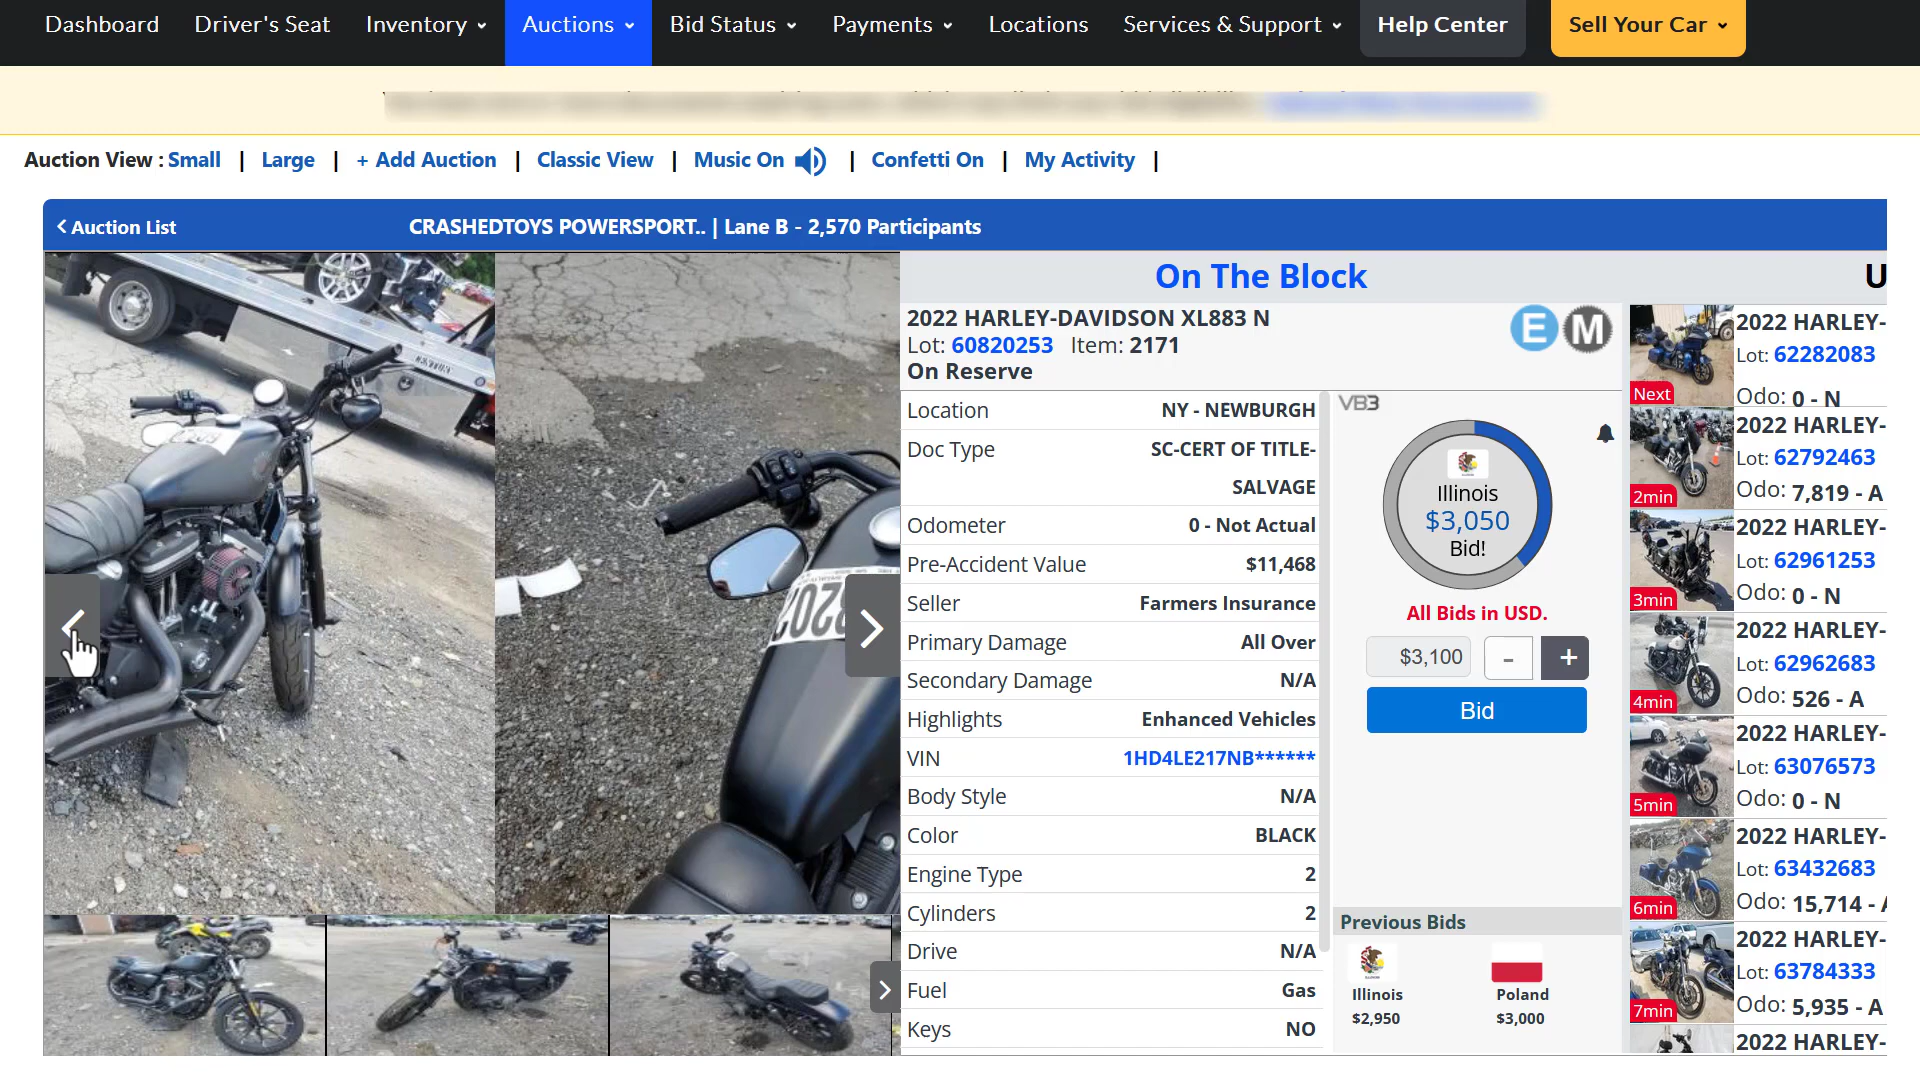 Dashboard Driver's Seat Inventory Auctions Bid Status Payments Locations Services & Support Help Center Sell Your Car
Auction View : Small | Large | + Add Auction | Classic View | Music On | Confetti On | My Activity |
Auction List CRASHEDTOYS POWERSPORT.. | Lane B - 2,570 Participants
On The Block
U
2022 HARLEY-DAVIDSON XL883 N
Lot: 60820253 Item: 2171
On Reserve
E M
Location NY - NEWBURGH
Doc Type SC-CERT OF TITLE-
SALVAGE
Odometer 0 - Not Actual
Pre-Accident Value $11,468
Seller Farmers Insurance
Primary Damage All Over
Secondary Damage N/A
Highlights Enhanced Vehicles
VIN 1HD4LE217NB******
Body Style N/A
Color BLACK
Engine Type 2
Cylinders 2
Drive N/A
Fuel Gas
Keys NO
VB3
Illinois
$3,050
Bid!
All Bids in USD.
$3,100 - +
Bid
Previous Bids
Illinois
$2,950
Poland
$3,000
2022 HARLEY-
Lot: 62282083
Next Odo: 0 - N
2022 HARLEY-
Lot: 62792463
2min Odo: 7,819 - A
2022 HARLEY-
Lot: 62961253
3min Odo: 0 - N
2022 HARLEY-
Lot: 62962683
4min Odo: 526 - A
2022 HARLEY-
Lot: 63076573
5min Odo: 0 - N
2022 HARLEY-
Lot: 63432683
6min Odo: 15,714 - A
2022 HARLEY-
Lot: 63784333
7min Odo: 5,935 - A
2022 HARLEY-